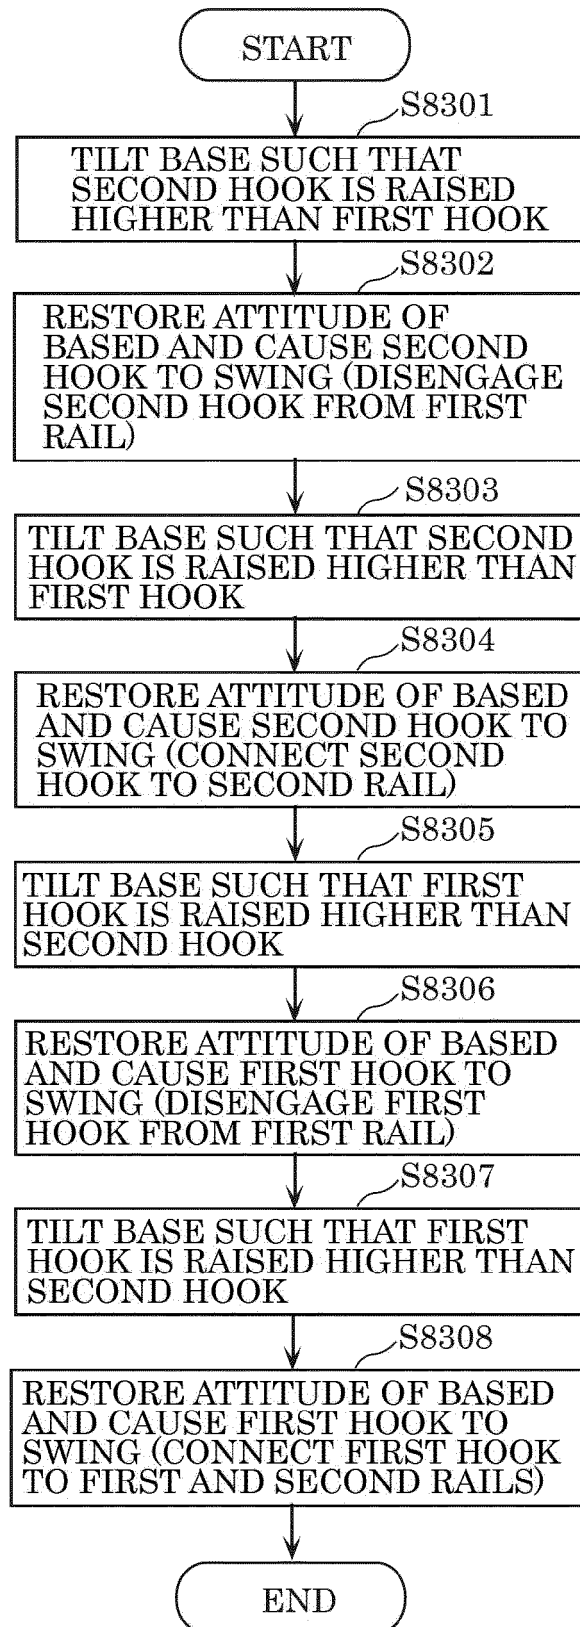 START
S8301
TILT BASE SUCH THAT
SECOND HOOK IS RAISED
HIGHER THAN FIRST HOOK
S8302
RESTORE ATTITUDE OF
BASED AND CAUSE SECOND
HOOK TO SWING (DISENGAGE
SECOND HOOK FROM FIRST
RAIL)
S8303
TILT BASE SUCH THAT SECOND
HOOK IS RAISED HIGHER THAN
FIRST HOOK
S8304
RESTORE ATTITUDE OF BASED
AND CAUSE SECOND HOOK TO
SWING (CONNECT SECOND
HOOK TO SECOND RAIL)
S8305
TILT BASE SUCH THAT FIRST
HOOK IS RAISED HIGHER THAN
SECOND HOOK
S8306
RESTORE ATTITUDE OF BASED
AND CAUSE FIRST HOOK TO
SWING (DISENGAGE FIRST
HOOK FROM FIRST RAIL)
S8307
TILT BASE SUCH THAT FIRST
HOOK IS RAISED HIGHER THAN
SECOND HOOK
S8308
RESTORE ATTITUDE OF BASED
AND CAUSE FIRST HOOK TO
SWING (CONNECT FIRST HOOK
TO FIRST AND SECOND RAILS)
END